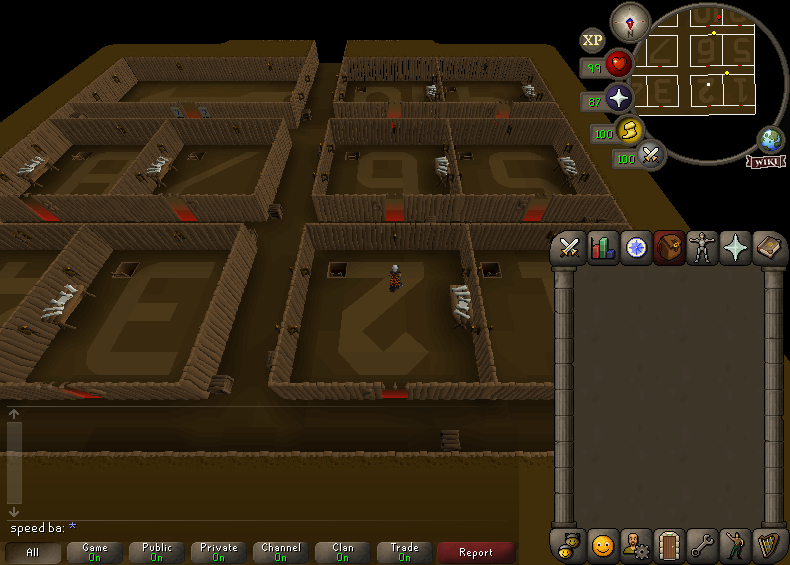 XP
N
99
87
100
100
WIKI
speed ba: *
All
Game
On
Public
On
Private
On
Channel
On
Clan
On
Trade
On
Report